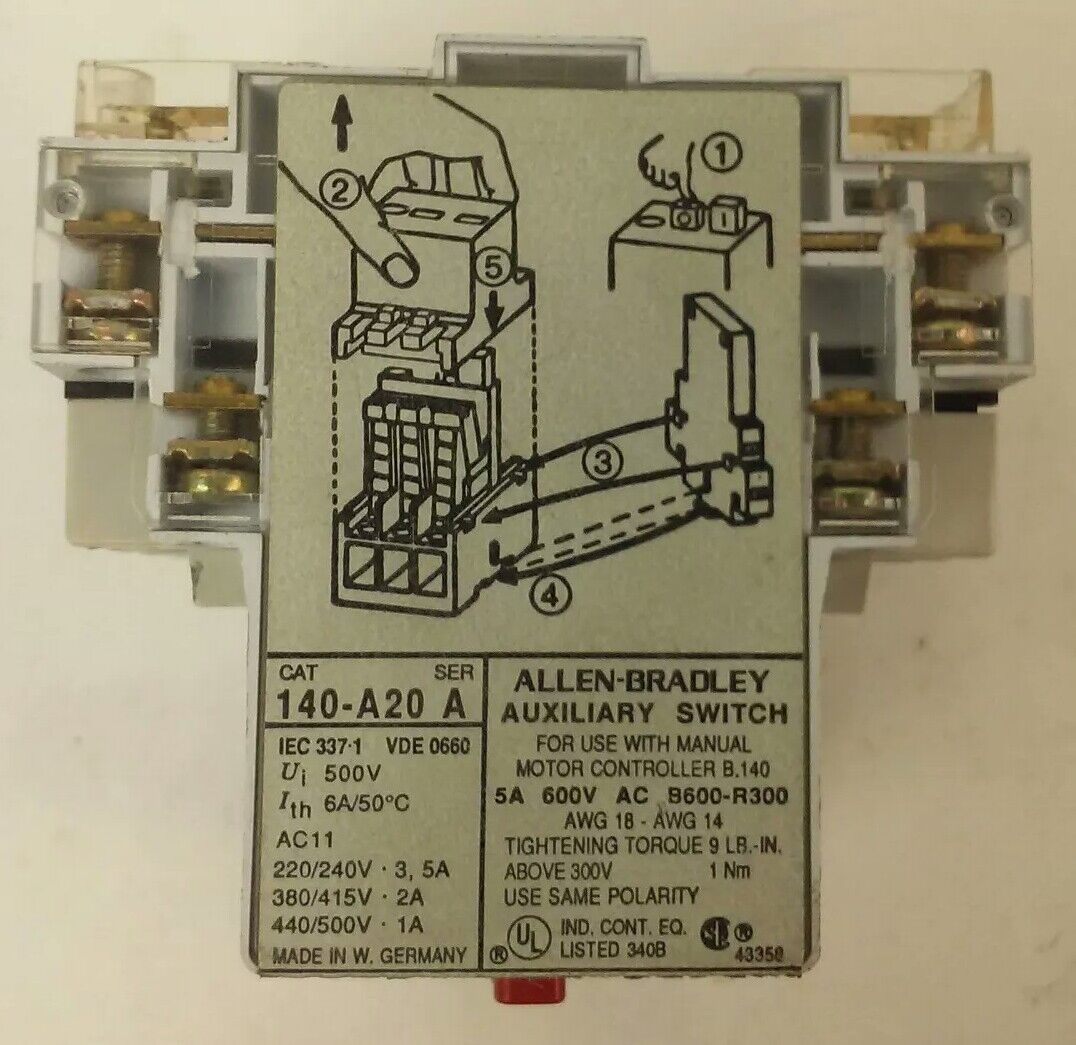 1
2
5
3
4
O I
CAT SER
140-A20 A
IEC 337-1 VDE 0660
Ui 500V
Ith 6A/50°C
AC11
220/240V · 3, 5A
380/415V · 2A
440/500V · 1A
MADE IN W. GERMANY
ALLEN-BRADLEY
AUXILIARY SWITCH
FOR USE WITH MANUAL
MOTOR CONTROLLER B.140
5A 600V AC B600-R300
AWG 18 - AWG 14
TIGHTENING TORQUE 9 LB.-IN.
ABOVE 300V 1 Nm
USE SAME POLARITY
UL ® IND. CONT. EQ.
LISTED 340B
SA ®
43350